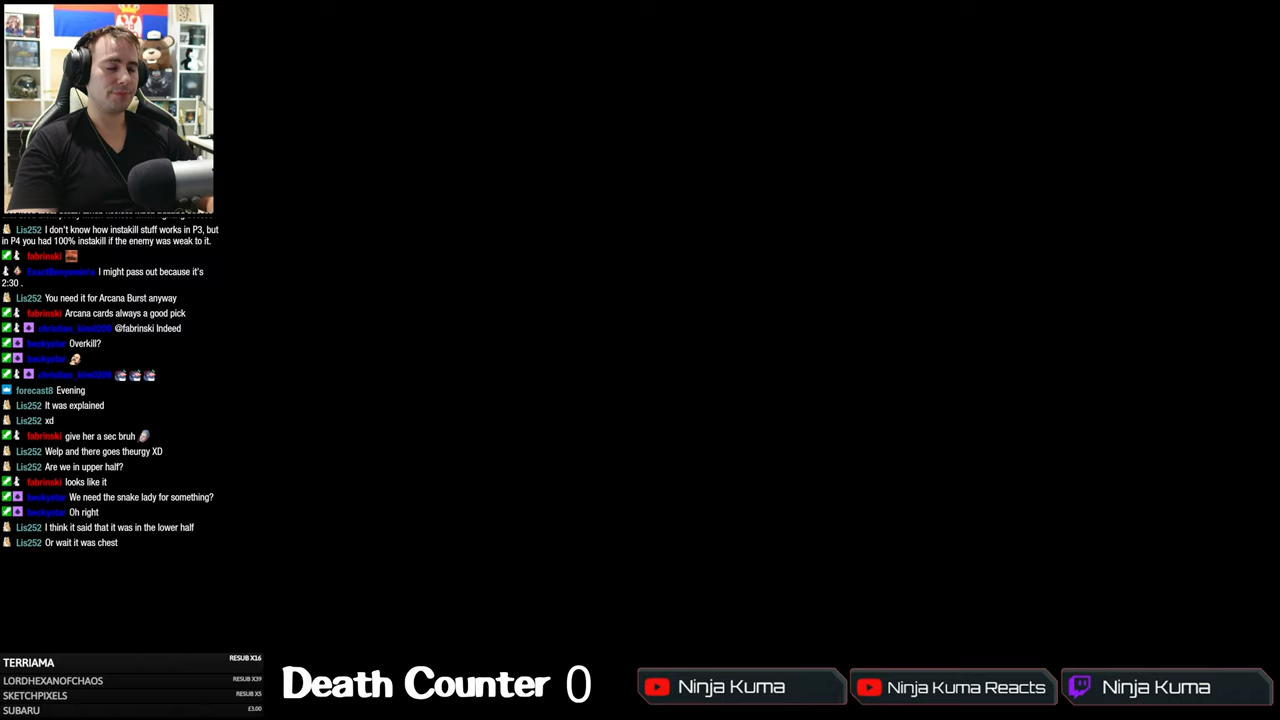 Lis252 I don't know how instakill stuff works in P3, but
in P4 you had 100% instakill if the enemy was weak to it.
fabrinski
I might pass out because it's
2:30 .
Lis252 You need it for Arcana Burst anyway
fabrinski Arcana cards always a good pick
@fabrinski Indeed
beckystar Overkill?
beckystar
forecast8 Evening
Lis252 It was explained
Lis252 xd
fabrinski give her a sec bruh
Lis252 Welp and there goes theurgy XD
Lis252 Are we in upper half?
fabrinski looks like it
beckystar We need the snake lady for something?
beckystar Oh right
Lis252 I think it said that it was in the lower half
Lis252 Or wait it was chest
TERRIAMA RESUB X16
LORDHEXANOFCHAOS RESUB X39
SKETCHPIXELS RESUB X5
SUBARU £3.00
Death Counter 0
Ninja Kuma
Ninja Kuma Reacts
Ninja Kuma